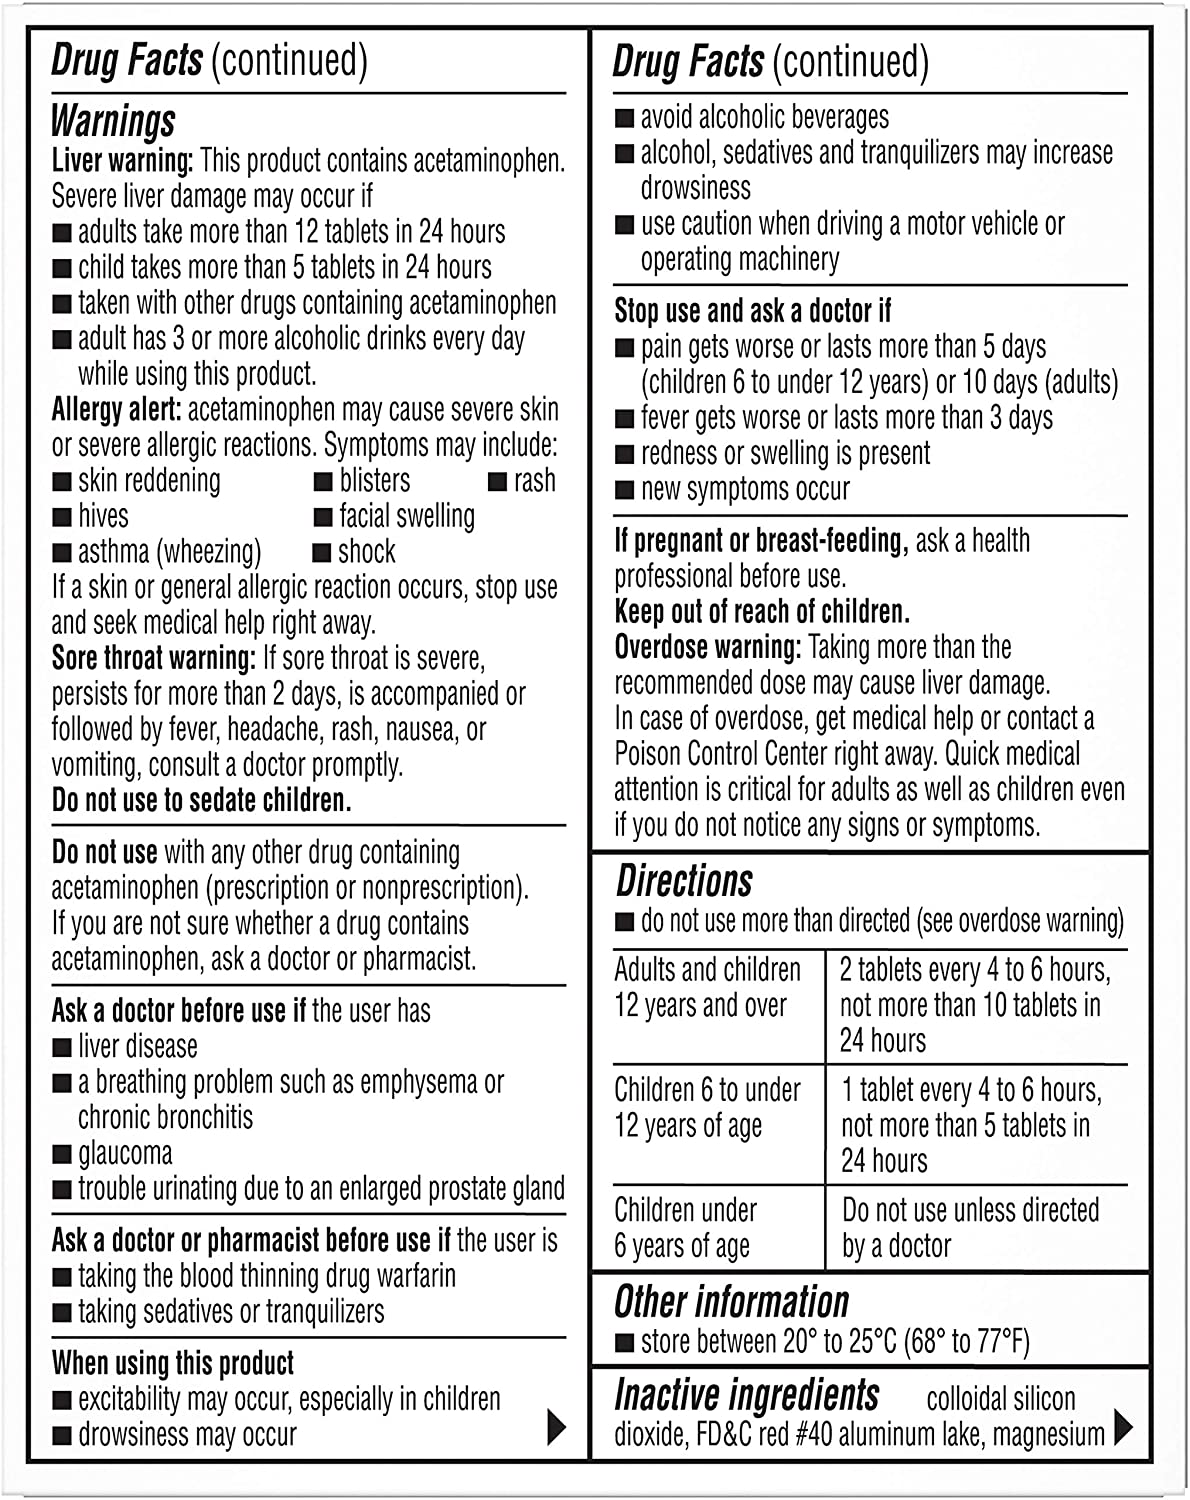 Drug Facts (continued)
Warnings
Liver warning: This product contains acetaminophen.
Severe liver damage may occur if
■ adults take more than 12 tablets in 24 hours
■ child takes more than 5 tablets in 24 hours
■ taken with other drugs containing acetaminophen
■ adult has 3 or more alcoholic drinks every day
while using this product.
Allergy alert: acetaminophen may cause severe skin
or severe allergic reactions. Symptoms may include:
■ skin reddening ■ blisters ■ rash
■ hives ■ facial swelling
■ asthma (wheezing) ■ shock
If a skin or general allergic reaction occurs, stop use
and seek medical help right away.
Sore throat warning: If sore throat is severe,
persists for more than 2 days, is accompanied or
followed by fever, headache, rash, nausea, or
vomiting, consult a doctor promptly.
Do not use to sedate children.
Do not use with any other drug containing
acetaminophen (prescription or nonprescription).
If you are not sure whether a drug contains
acetaminophen, ask a doctor or pharmacist.
Ask a doctor before use if the user has
■ liver disease
■ a breathing problem such as emphysema or
chronic bronchitis
■ glaucoma
■ trouble urinating due to an enlarged prostate gland
Ask a doctor or pharmacist before use if the user is
■ taking the blood thinning drug warfarin
■ taking sedatives or tranquilizers
When using this product
■ excitability may occur, especially in children
■ drowsiness may occur
Drug Facts (continued)
■ avoid alcoholic beverages
■ alcohol, sedatives and tranquilizers may increase
drowsiness
■ use caution when driving a motor vehicle or
operating machinery
Stop use and ask a doctor if
■ pain gets worse or lasts more than 5 days
(children 6 to under 12 years) or 10 days (adults)
■ fever gets worse or lasts more than 3 days
■ redness or swelling is present
■ new symptoms occur
If pregnant or breast-feeding, ask a health
professional before use.
Keep out of reach of children.
Overdose warning: Taking more than the
recommended dose may cause liver damage.
In case of overdose, get medical help or contact a
Poison Control Center right away. Quick medical
attention is critical for adults as well as children even
if you do not notice any signs or symptoms.
Directions
■ do not use more than directed (see overdose warning)
Adults and children 2 tablets every 4 to 6 hours,
12 years and over not more than 10 tablets in
24 hours
Children 6 to under 1 tablet every 4 to 6 hours,
12 years of age not more than 5 tablets in
24 hours
Children under Do not use unless directed
6 years of age by a doctor
Other information
■ store between 20° to 25°C (68° to 77°F)
Inactive ingredients colloidal silicon
dioxide, FD&C red #40 aluminum lake, magnesium